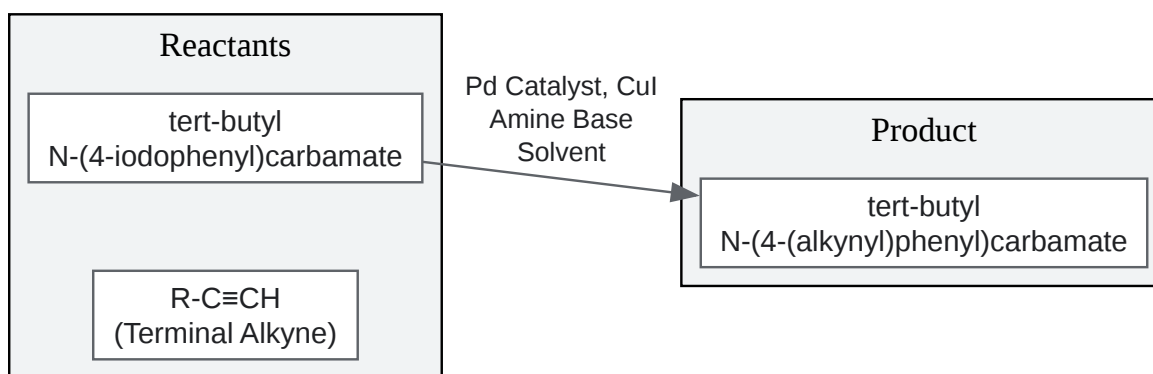 Reactants
tert-butyl
N-(4-iodophenyl)carbamate
R-C≡CH
(Terminal Alkyne)
Pd Catalyst, CuI
Amine Base
Solvent
Product
tert-butyl
N-(4-(alkynyl)phenyl)carbamate